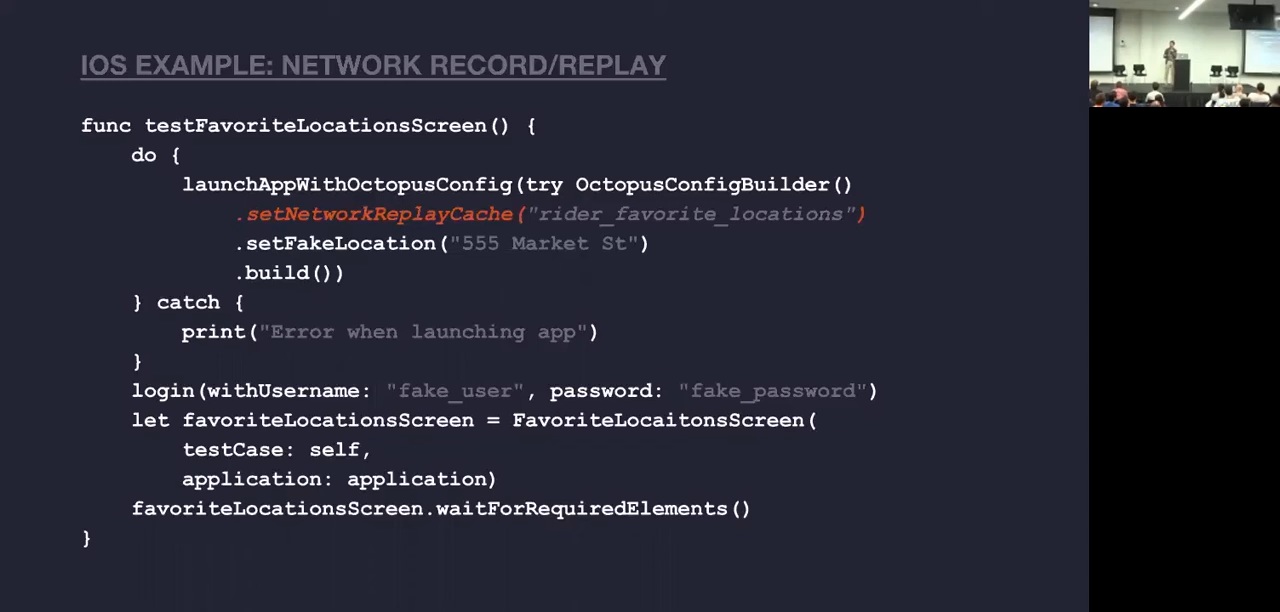 IOS EXAMPLE: NETWORK RECORD/REPLAY
func testFavoriteLocationsScreen() {
do {
launchAppWithOctopusConfig(try OctopusConfigBuilder()
.setNetworkReplayCache("rider_favorite_locations")
.setFakeLocation("555 Market St")
.build())
} catch {
print("Error when launching app")
}
login(withUsername: "fake_user", password: "fake_password")
let favoriteLocationsScreen = FavoriteLocaitonsScreen(
testCase: self,
application: application)
favoriteLocationsScreen.waitForRequiredElements()
}